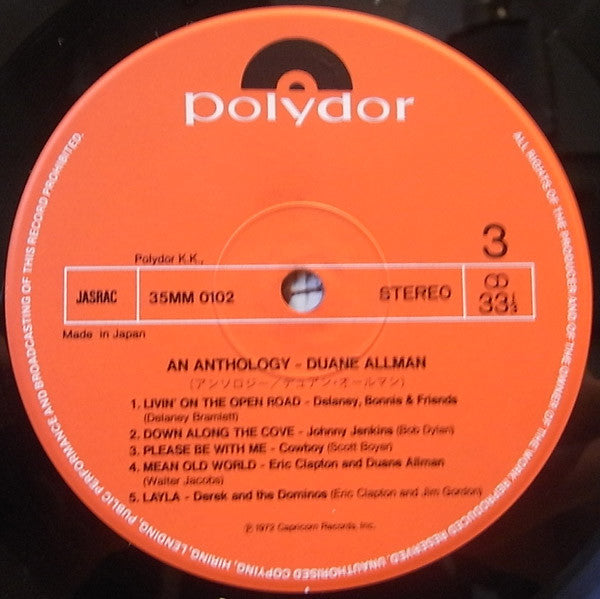 polydor
3
Polydor K.K.,
JASRAC 35MM 0102 STEREO 33⅓
Made in Japan
AN ANTHOLOGY - DUANE ALLMAN
(アンソロジー/デュアン・オールマン)
1. LIVIN' ON THE OPEN ROAD - Delaney, Bonnie & Friends
(Delaney Bramlett)
2. DOWN ALONG THE COVE - Johnny Jenkins (Bob Dylan)
3. PLEASE BE WITH ME - Cowboy (Scott Boyer)
4. MEAN OLD WORLD - Eric Clapton and Duane Allman
(Walter Jacobs)
5. LAYLA - Derek and the Dominos (Eric Clapton and Jim Gordon)
℗ 1972 Capricorn Records, Inc.
ALL RIGHTS OF THE PRODUCER AND OF THE OWNER OF THE WORK REPRODUCED RESERVED. UNAUTHORISED COPYING, HIRING, LENDING, PUBLIC PERFORMANCE AND BROADCASTING OF THIS RECORD PROHIBITED.